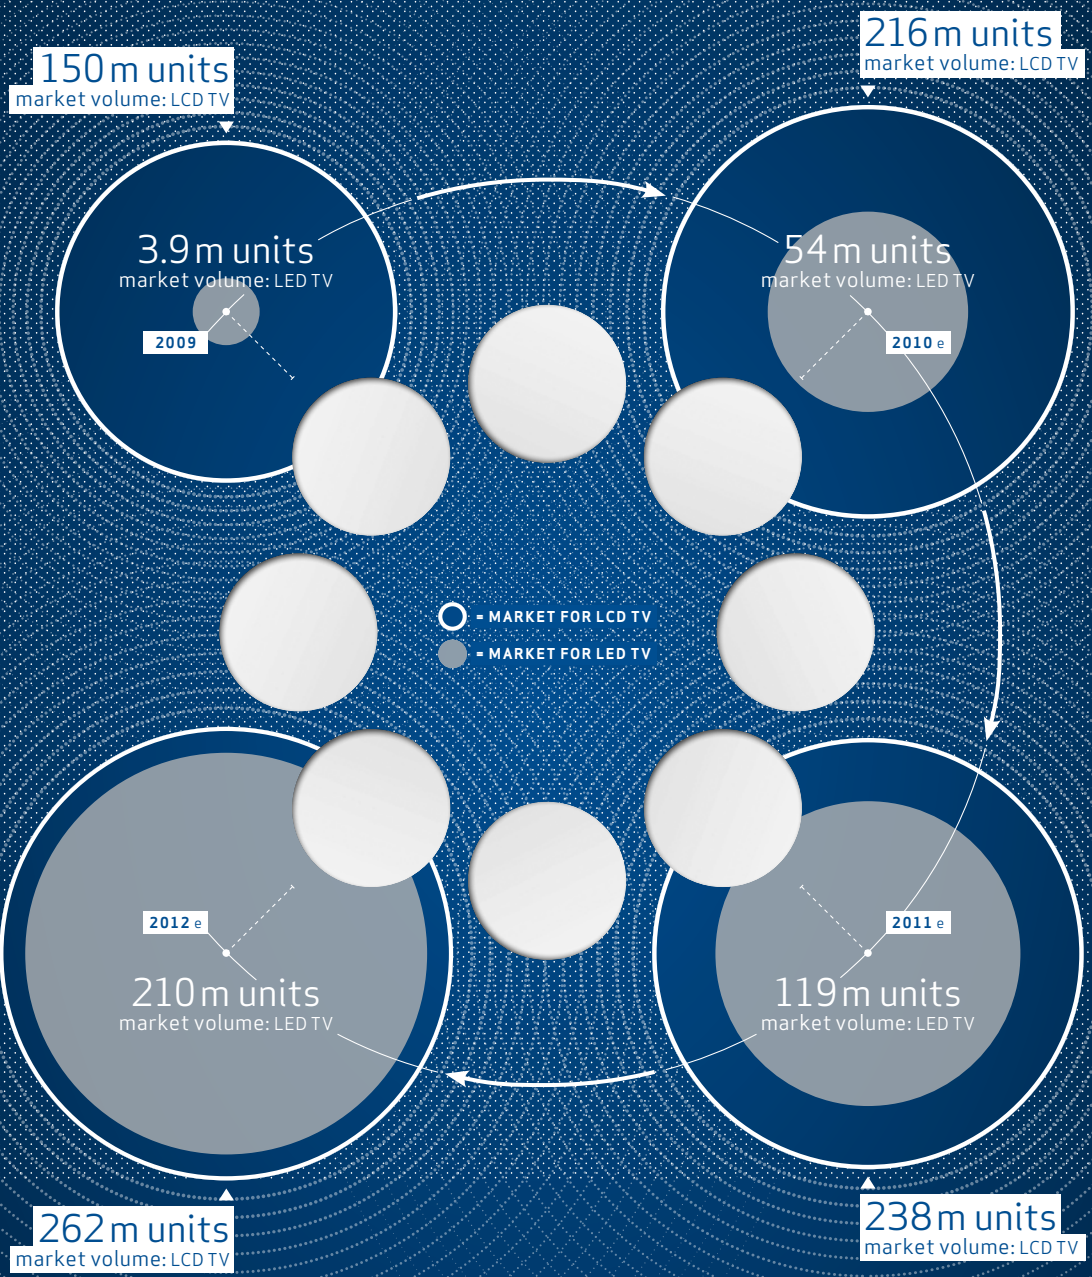 150 m units
market volume: LCD TV
216 m units
market volume: LCD TV
3.9 m units
market volume: LED TV
2009
54 m units
market volume: LED TV
2010 e
= MARKET FOR LCD TV
= MARKET FOR LED TV
2012 e
210 m units
market volume: LED TV
2011 e
119 m units
market volume: LED TV
262 m units
market volume: LCD TV
238 m units
market volume: LCD TV